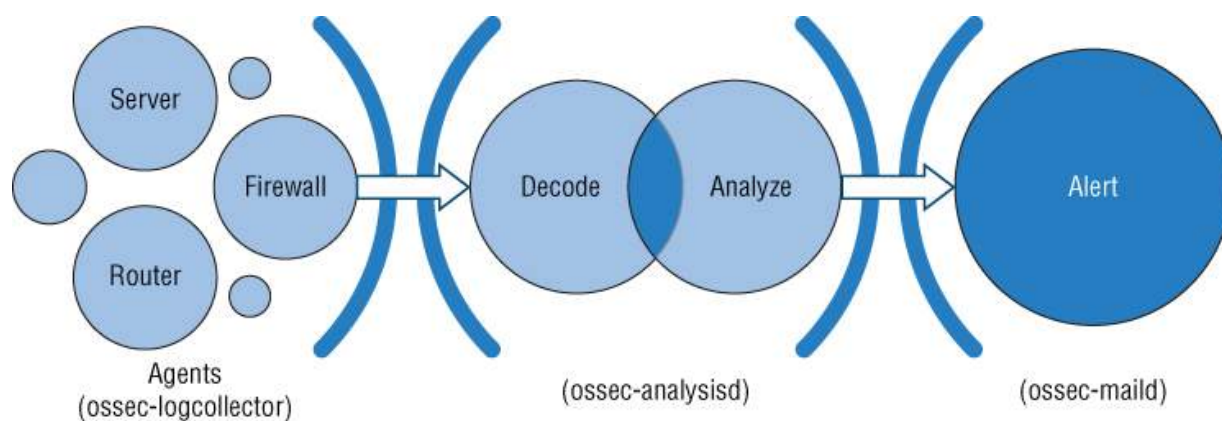 Server
Firewall
Router
Agents
(ossec-logcollector)
Decode
Analyze
(ossec-analysisd)
Alert
(ossec-maild)